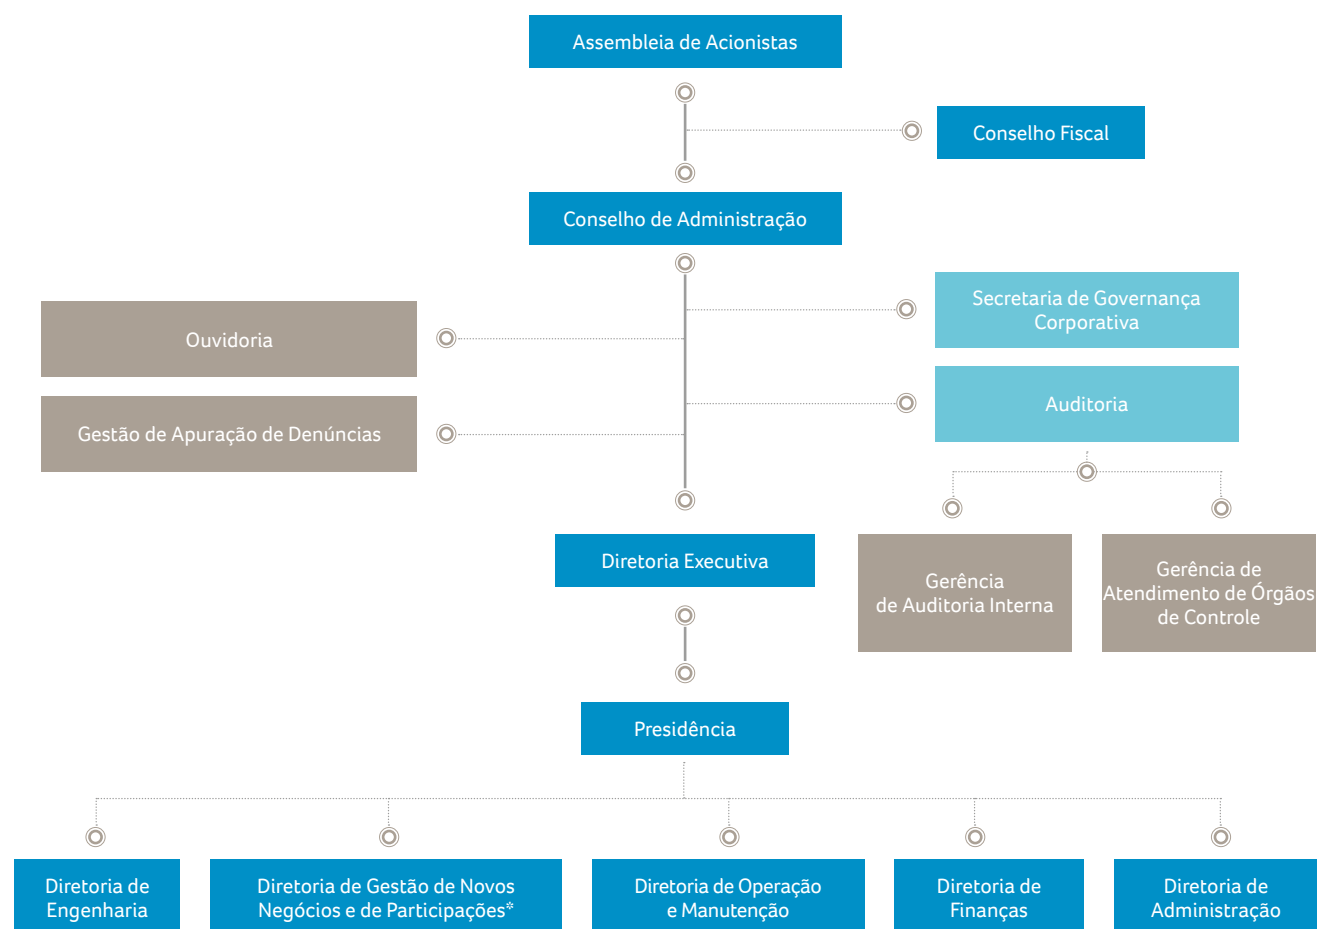 Assembleia de Acionistas
Conselho Fiscal
Conselho de Administração
Secretaria de Governança
Corporativa
Ouvidoria
Auditoria
Gestão de Apuração de Denúncias
Diretoria Executiva
Gerência
de Auditoria Interna
Gerência de
Atendimento de Órgãos
de Controle
Presidência
Diretoria de
Engenharia
Diretoria de Gestão de Novos
Negócios e de Participações*
Diretoria de Operação
e Manutenção
Diretoria de
Finanças
Diretoria de
Administração